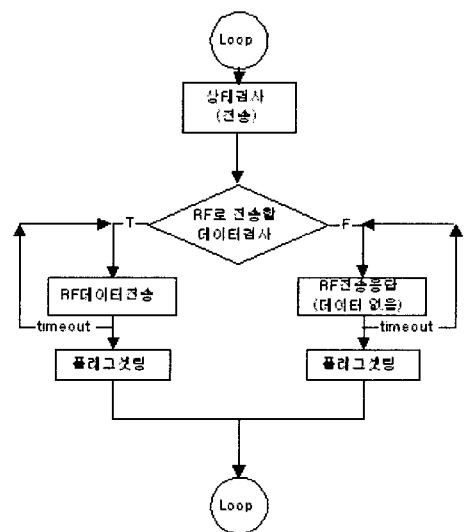 Loop
상태검사
(전송)
RF로 전송할
데이터검사
T
F
RF데이터전송
RF전송응답
(데이터 없음)
timeout
timeout
플래그셋팅
플래그셋팅
Loop